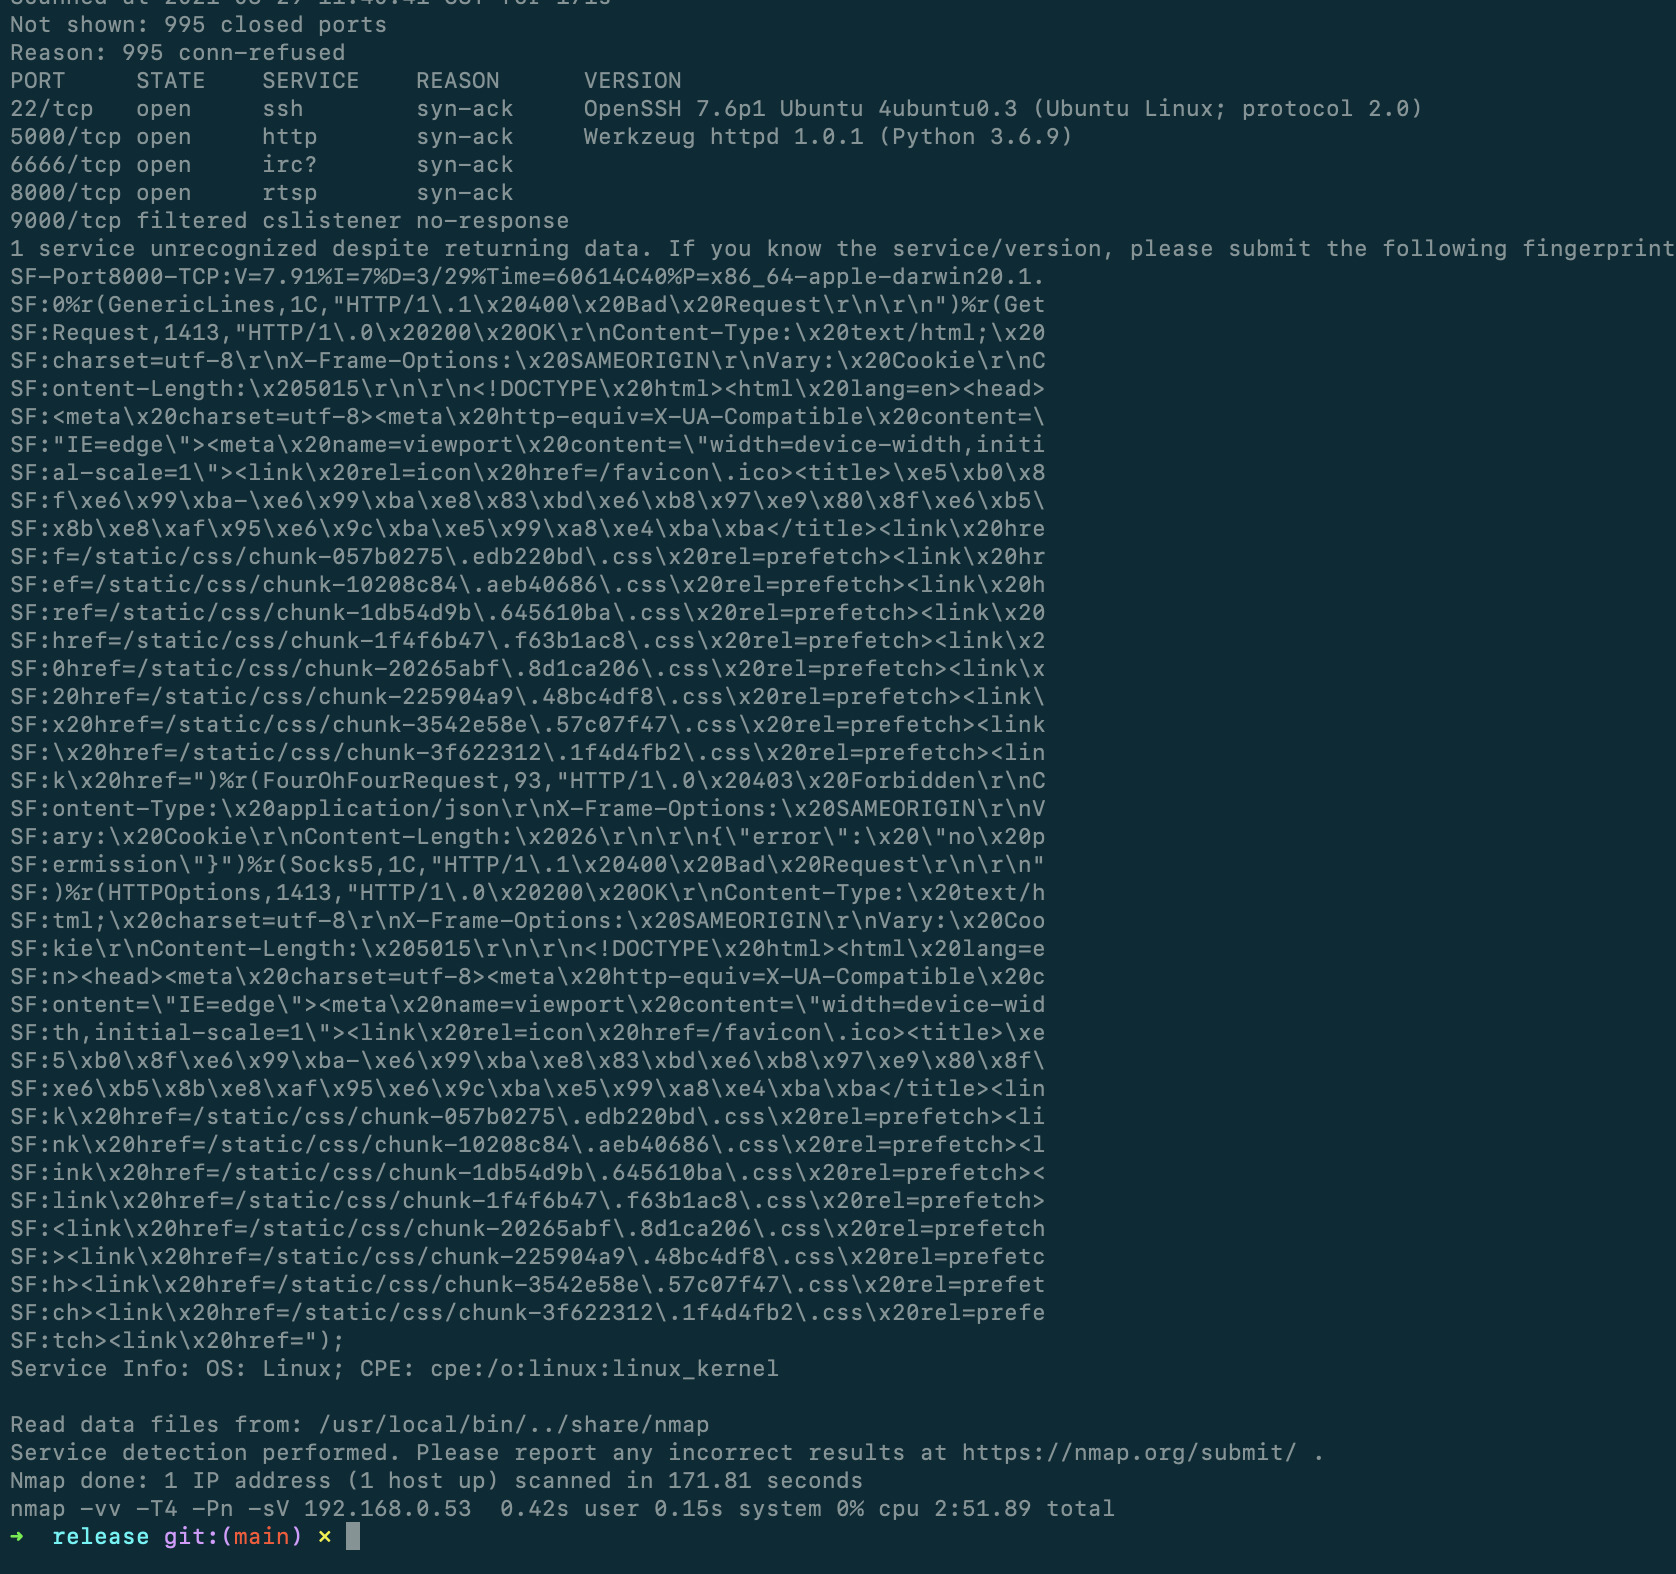 Not shown: 995 closed ports
Reason: 995 conn-refused
PORT     STATE    SERVICE    REASON      VERSION
22/tcp   open     ssh        syn-ack     OpenSSH 7.6p1 Ubuntu 4ubuntu0.3 (Ubuntu Linux; protocol 2.0)
5000/tcp open     http       syn-ack     Werkzeug httpd 1.0.1 (Python 3.6.9)
6666/tcp open     irc?       syn-ack
8000/tcp open     rtsp       syn-ack
9000/tcp filtered cslistener no-response
1 service unrecognized despite returning data. If you know the service/version, please submit the following fingerprint
SF-Port8000-TCP:V=7.91%I=7%D=3/29%Time=60614C40%P=x86_64-apple-darwin20.1.
SF:0%r(GenericLines,1C,"HTTP/1\.1\x20400\x20Bad\x20Request\r\n\r\n")%r(Get
SF:Request,1413,"HTTP/1\.0\x20200\x20OK\r\nContent-Type:\x20text/html;\x20
SF:charset=utf-8\r\nX-Frame-Options:\x20SAMEORIGIN\r\nVary:\x20Cookie\r\nC
SF:ontent-Length:\x205015\r\n\r\n<!DOCTYPE\x20html><html\x20lang=en><head>
SF:<meta\x20charset=utf-8><meta\x20http-equiv=X-UA-Compatible\x20content=\
SF:"IE=edge\"><meta\x20name=viewport\x20content=\"width=device-width,initi
SF:al-scale=1\"><link\x20rel=icon\x20href=/favicon\.ico><title>\xe5\xb0\x8
SF:f\xe6\x99\xba-\xe6\x99\xba\xe8\x83\xbd\xe6\xb8\x97\xe9\x80\x8f\xe6\xb5\
SF:x8b\xe8\xaf\x95\xe6\x9c\xba\xe5\x99\xa8\xe4\xba\xba</title><link\x20hre
SF:f=/static/css/chunk-057b0275\.edb220bd\.css\x20rel=prefetch><link\x20hr
SF:ef=/static/css/chunk-10208c84\.aeb40686\.css\x20rel=prefetch><link\x20h
SF:ref=/static/css/chunk-1db54d9b\.645610ba\.css\x20rel=prefetch><link\x20
SF:href=/static/css/chunk-1f4f6b47\.f63b1ac8\.css\x20rel=prefetch><link\x2
SF:0href=/static/css/chunk-20265abf\.8d1ca206\.css\x20rel=prefetch><link\x
SF:20href=/static/css/chunk-225904a9\.48bc4df8\.css\x20rel=prefetch><link\
SF:x20href=/static/css/chunk-3542e58e\.57c07f47\.css\x20rel=prefetch><link
SF:\x20href=/static/css/chunk-3f622312\.1f4d4fb2\.css\x20rel=prefetch><lin
SF:k\x20href=")%r(FourOhFourRequest,93,"HTTP/1\.0\x20403\x20Forbidden\r\nC
SF:ontent-Type:\x20application/json\r\nX-Frame-Options:\x20SAMEORIGIN\r\nV
SF:ary:\x20Cookie\r\nContent-Length:\x2026\r\n\r\n{\"error\":\x20\"no\x20p
SF:ermission\"}")%r(Socks5,1C,"HTTP/1\.1\x20400\x20Bad\x20Request\r\n\r\n"
SF:)%r(HTTPOptions,1413,"HTTP/1\.0\x20200\x20OK\r\nContent-Type:\x20text/h
SF:tml;\x20charset=utf-8\r\nX-Frame-Options:\x20SAMEORIGIN\r\nVary:\x20Coo
SF:kie\r\nContent-Length:\x205015\r\n\r\n<!DOCTYPE\x20html><html\x20lang=e
SF:n><head><meta\x20charset=utf-8><meta\x20http-equiv=X-UA-Compatible\x20c
SF:ontent=\"IE=edge\"><meta\x20name=viewport\x20content=\"width=device-wid
SF:th,initial-scale=1\"><link\x20rel=icon\x20href=/favicon\.ico><title>\xe
SF:5\xb0\x8f\xe6\x99\xba-\xe6\x99\xba\xe8\x83\xbd\xe6\xb8\x97\xe9\x80\x8f\
SF:xe6\xb5\x8b\xe8\xaf\x95\xe6\x9c\xba\xe5\x99\xa8\xe4\xba\xba</title><lin
SF:k\x20href=/static/css/chunk-057b0275\.edb220bd\.css\x20rel=prefetch><li
SF:nk\x20href=/static/css/chunk-10208c84\.aeb40686\.css\x20rel=prefetch><l
SF:ink\x20href=/static/css/chunk-1db54d9b\.645610ba\.css\x20rel=prefetch><
SF:link\x20href=/static/css/chunk-1f4f6b47\.f63b1ac8\.css\x20rel=prefetch>
SF:<link\x20href=/static/css/chunk-20265abf\.8d1ca206\.css\x20rel=prefetch
SF:><link\x20href=/static/css/chunk-225904a9\.48bc4df8\.css\x20rel=prefetc
SF:h><link\x20href=/static/css/chunk-3542e58e\.57c07f47\.css\x20rel=prefet
SF:ch><link\x20href=/static/css/chunk-3f622312\.1f4d4fb2\.css\x20rel=prefe
SF:tch><link\x20href=");
Service Info: OS: Linux; CPE: cpe:/o:linux:linux_kernel
Read data files from: /usr/local/bin/../share/nmap
Service detection performed. Please report any incorrect results at https://nmap.org/submit/ .
Nmap done: 1 IP address (1 host up) scanned in 171.81 seconds
nmap -vv -T4 -Pn -sV 192.168.0.53  0.42s user 0.15s system 0% cpu 2:51.89 total
➜  release git:(main) ×